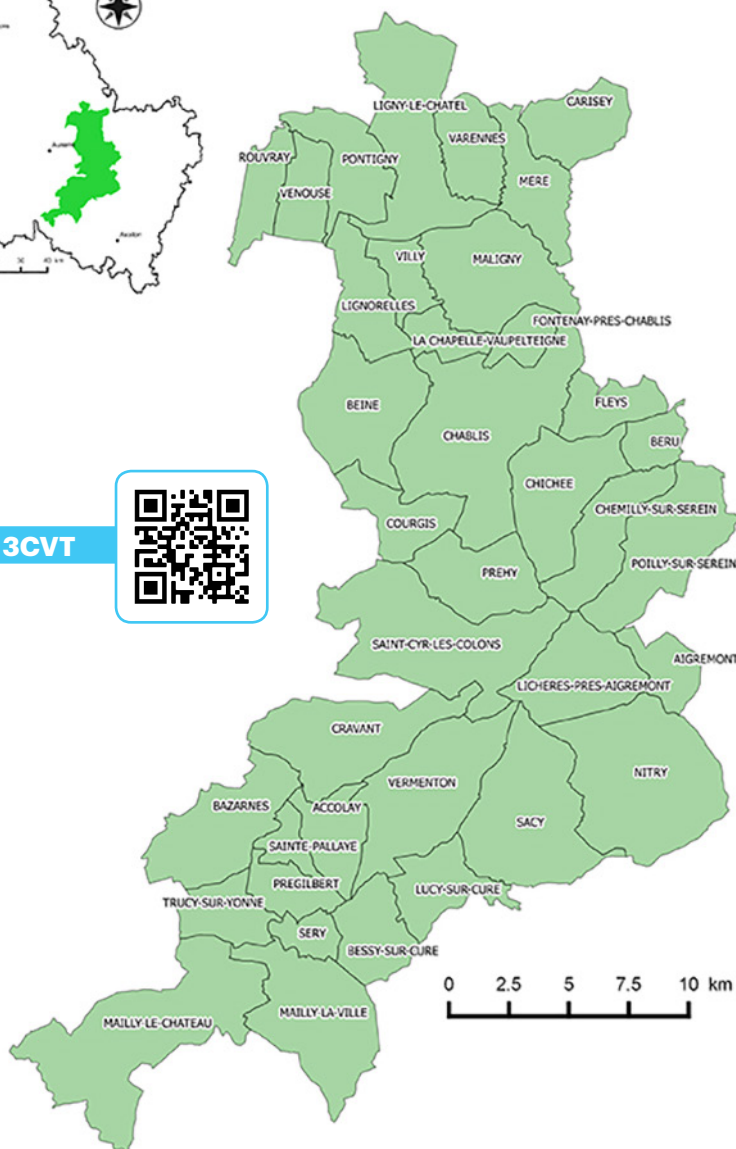 LIGNY-LE-CHATEL
CARISEY
VARENNES
ROUVRAY
PONTIGNY
MERE
VENOUSE
VILLY
MALIGNY
LIGNORELLES
FONTENAY-PRES-CHABLIS
LA CHAPELLE-VAUPELTEIGNE
FLEYS
BEINE
CHABLIS
BERU
CHICHEE
CHEMILLY-SUR-SEREIN
COURGIS
3CVT
POILLY-SUR-SEREIN
PREHY
SAINT-CYR-LES-COLONS
AIGREMONT
LICHERES-PRES-AIGREMONT
CRAVANT
NITRY
VERMENTON
BAZARNES
ACCOLAY
SACY
SAINTE-PALLAYE
PREGILBERT
LUCY-SUR-CURE
TRUCY-SUR-YONNE
SERY
BESSY-SUR-CURE
0 2.5 5 7.5 10 km
MAILLY-LA-VILLE
MAILLY-LE-CHATEAU